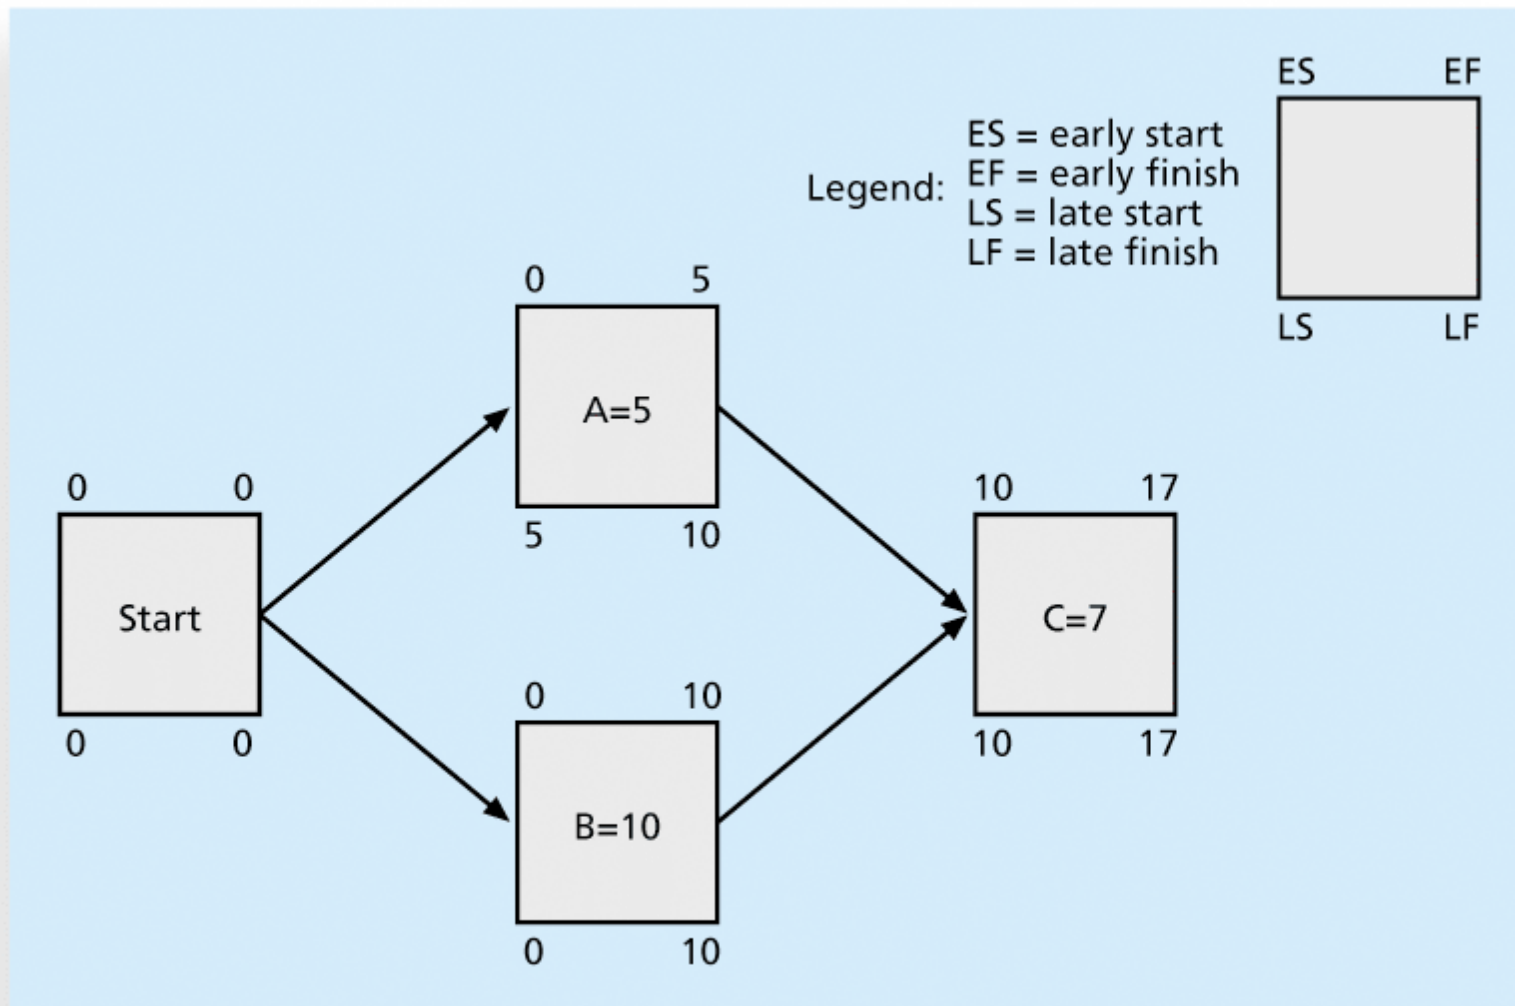 ES EF
ES = early start
EF = early finish
Legend:
LS = late start
LF = late finish
LS LF
0 5
A=5
5 10
0 0
Start
0 0
10 17
C=7
10 17
0 10
B=10
0 10